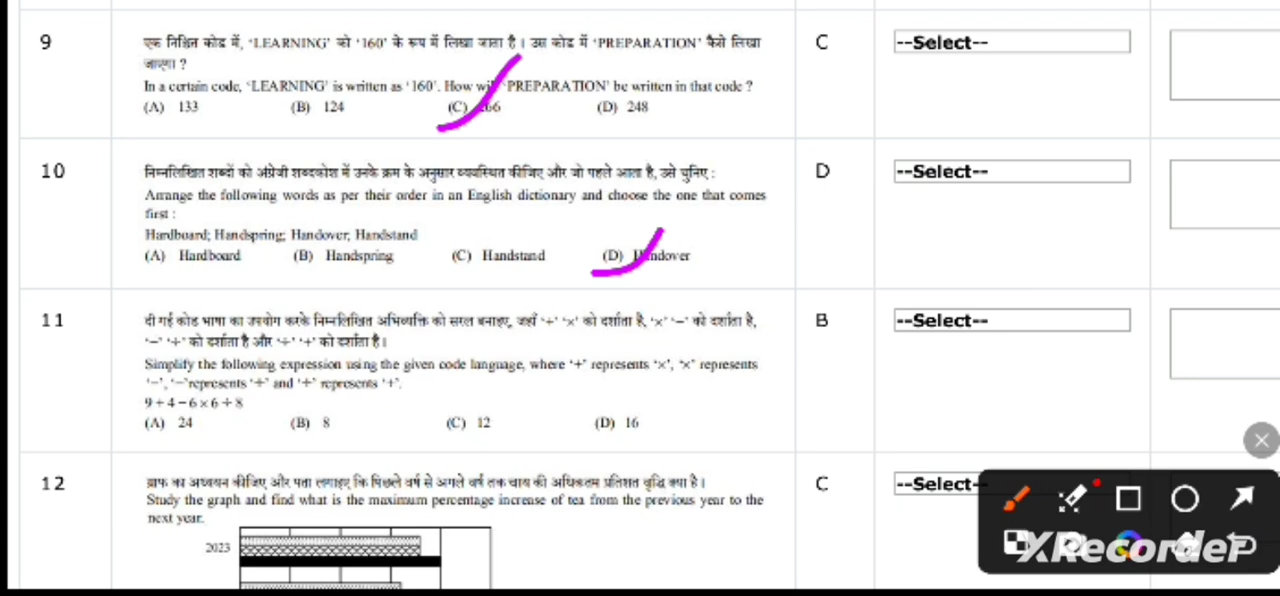 9
एक निश्चित कोड में, 'LEARNING' को '160' के रूप में लिखा जाता है । उस कोड में 'PREPARATION' कैसे लिखा
जाएगा ?
In a certain code, 'LEARNING' is written as '160'. How will 'PREPARATION' be written in that code ?
(A) 133 (B) 124 (C) 66 (D) 248
C
--Select--
10
निम्नलिखित शब्दों को अंग्रेजी शब्दकोश में उनके क्रम के अनुसार व्यवस्थित कीजिए और जो पहले आता है, उसे चुनिए :
Arrange the following words as per their order in an English dictionary and choose the one that comes
first :
Hardboard; Handspring; Handover; Handstand
(A) Hardboard (B) Handspring (C) Handstand (D) Handover
D
--Select--
11
दी गई कोड भाषा का उपयोग करके निम्नलिखित अभिव्यक्ति को सरल बनाइए, जहाँ '+' '×' को दर्शाता है, '×' '−' को दर्शाता है,
'−' '÷' को दर्शाता है और '÷' '+' को दर्शाता है ।
Simplify the following expression using the given code language, where '+' represents '×', '×' represents
'−', '−' represents '÷' and '÷' represents '+'.
9 + 4 − 6 × 6 ÷ 8
(A) 24 (B) 8 (C) 12 (D) 16
B
--Select--
12
ग्राफ का अध्ययन कीजिए और पता लगाइए कि पिछले वर्ष से अगले वर्ष तक चाय की अधिकतम प्रतिशत वृद्धि क्या है ।
Study the graph and find what is the maximum percentage increase of tea from the previous year to the
next year.
2023
C
--Select--
XRecorder